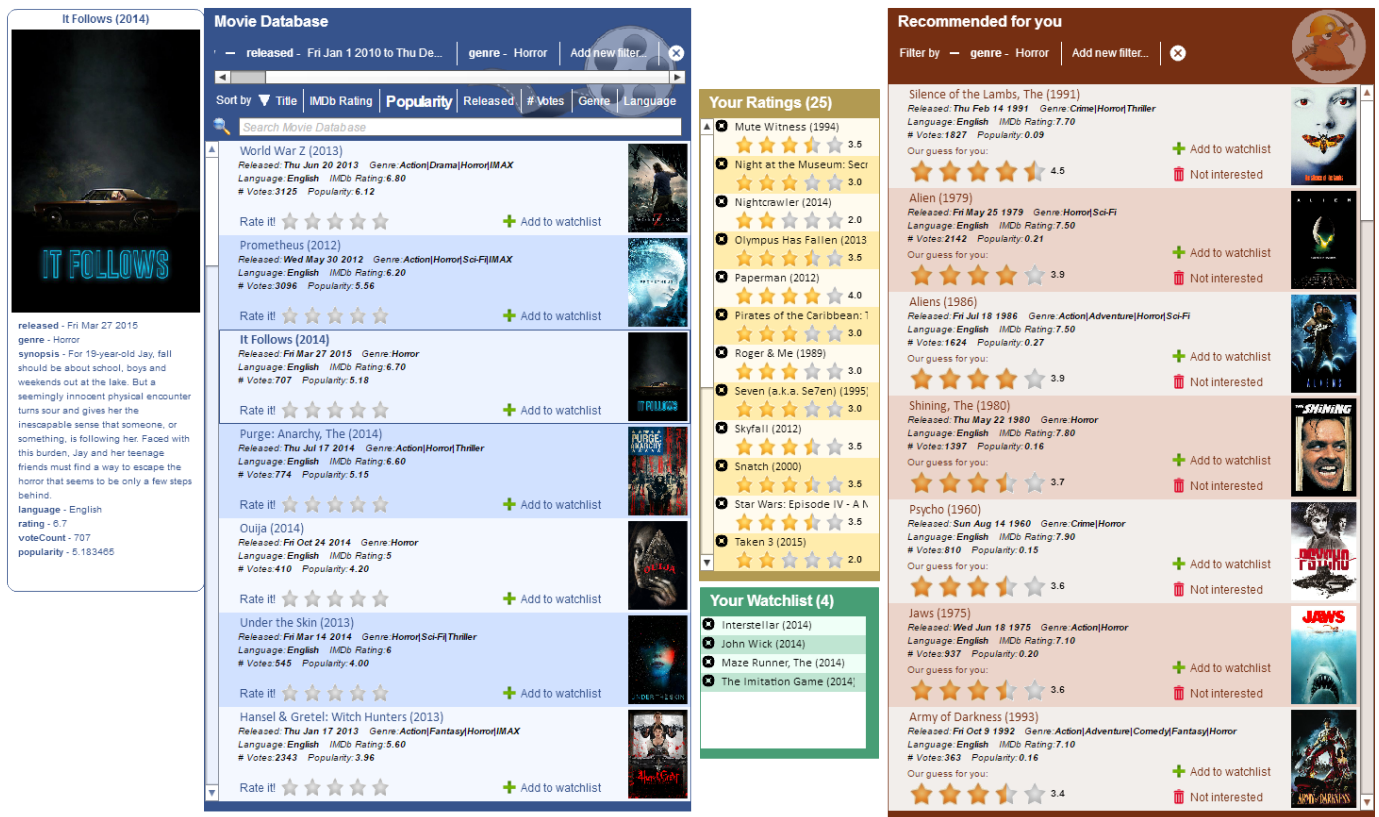 It Follows (2014)
IT FOLLOWS
released - Fri Mar 27 2015
genre - Horror
synopsis - For 19-year-old Jay, fall
should be about school, boys and
weekends out at the lake. But a
seemingly innocent physical encounter
turns sour and gives her the
inescapable sense that someone, or
something, is following her. Faced with
this burden, Jay and her teenage
friends must find a way to escape the
horror that seems to be only a few steps
behind.
language - English
rating - 6.7
voteCount - 707
popularity - 5.183465
Movie Database
released - Fri Jan 1 2010 to Thu De... genre - Horror Add new filter...
Sort by Title IMDb Rating Popularity Released # Votes Genre Language
Search Movie Database
World War Z (2013)
Released: Thu Jun 20 2013 Genre: Action|Drama|Horror|IMAX
Language: English IMDb Rating: 6.80
# Votes: 3125 Popularity: 6.12
Rate it! Add to watchlist
Prometheus (2012)
Released: Wed May 30 2012 Genre: Action|Horror|Sci-Fi|IMAX
Language: English IMDb Rating: 6.20
# Votes: 3096 Popularity: 5.56
Rate it! Add to watchlist
It Follows (2014)
Released: Fri Mar 27 2015 Genre: Horror
Language: English IMDb Rating: 6.70
# Votes: 707 Popularity: 5.18
Rate it! Add to watchlist
IT FOLLOWS
Purge: Anarchy, The (2014)
Released: Thu Jul 17 2014 Genre: Action|Horror|Thriller
Language: English IMDb Rating: 6.60
# Votes: 774 Popularity: 5.15
Rate it! Add to watchlist
PURGE:
ANARCHY
Ouija (2014)
Released: Fri Oct 24 2014 Genre: Horror
Language: English IMDb Rating: 5
# Votes: 410 Popularity: 4.20
Rate it! Add to watchlist
OUIJA
Under the Skin (2013)
Released: Fri Mar 14 2014 Genre: Horror|Sci-Fi|Thriller
Language: English IMDb Rating: 6
# Votes: 545 Popularity: 4.00
Rate it! Add to watchlist
UNDER THE SKIN
Hansel & Gretel: Witch Hunters (2013)
Released: Thu Jan 17 2013 Genre: Action|Fantasy|Horror|IMAX
Language: English IMDb Rating: 5.60
# Votes: 2343 Popularity: 3.96
Rate it! Add to watchlist
Your Ratings (25)
Mute Witness (1994)
3.5
Night at the Museum: Secr
3.0
Nightcrawler (2014)
2.0
Olympus Has Fallen (2013
3.5
Paperman (2012)
4.0
Pirates of the Caribbean: T
3.0
Roger & Me (1989)
3.0
Seven (a.k.a. Se7en) (1995)
3.0
Skyfall (2012)
3.5
Snatch (2000)
3.5
Star Wars: Episode IV - A N
3.5
Taken 3 (2015)
2.0
Your Watchlist (4)
Interstellar (2014)
John Wick (2014)
Maze Runner, The (2014)
The Imitation Game (2014)
Recommended for you
Filter by genre - Horror Add new filter...
Silence of the Lambs, The (1991)
Released: Thu Feb 14 1991 Genre: Crime|Horror|Thriller
Language: English IMDb Rating: 7.70
# Votes: 1827 Popularity: 0.09
Our guess for you: Add to watchlist
4.5 Not interested
Alien (1979)
Released: Fri May 25 1979 Genre: Horror|Sci-Fi
Language: English IMDb Rating: 7.50
# Votes: 2142 Popularity: 0.21
Our guess for you: Add to watchlist
3.9 Not interested
ALIEN
Aliens (1986)
Released: Fri Jul 18 1986 Genre: Action|Adventure|Horror|Sci-Fi
Language: English IMDb Rating: 7.50
# Votes: 1624 Popularity: 0.27
Our guess for you: Add to watchlist
3.9 Not interested
ALIENS
Shining, The (1980)
Released: Thu May 22 1980 Genre: Horror
Language: English IMDb Rating: 7.80
# Votes: 1397 Popularity: 0.16
Our guess for you: Add to watchlist
3.7 Not interested
THE SHiNiNG
Psycho (1960)
Released: Sun Aug 14 1960 Genre: Crime|Horror
Language: English IMDb Rating: 7.90
# Votes: 810 Popularity: 0.15
Our guess for you: Add to watchlist
3.6 Not interested
PSYCHO
Jaws (1975)
Released: Wed Jun 18 1975 Genre: Action|Horror
Language: English IMDb Rating: 7.10
# Votes: 937 Popularity: 0.20
Our guess for you: Add to watchlist
3.6 Not interested
JAWS
Army of Darkness (1993)
Released: Fri Oct 9 1992 Genre: Action|Adventure|Comedy|Fantasy|Horror
Language: English IMDb Rating: 7.10
# Votes: 363 Popularity: 0.16
Our guess for you: Add to watchlist
3.4 Not interested
ARMY OF DARKNESS